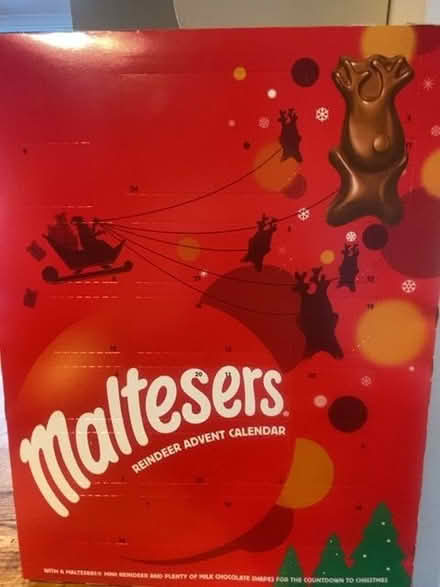 24
Maltesers®
REINDEER ADVENT CALENDAR
WITH A MALTESERS® MINI REINDEER AND PLENTY OF MILK CHOCOLATE SHAPES FOR THE COUNTDOWN TO CHRISTMAS